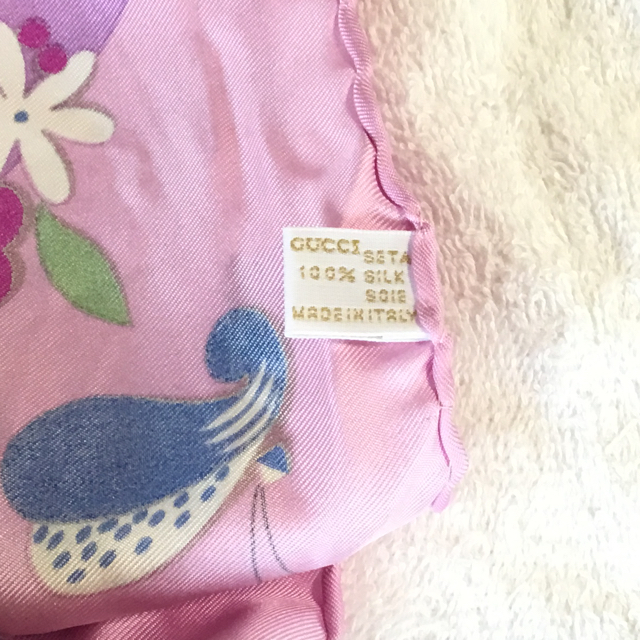 GUCCI SETA
100% SILK
SOIE
MADE IN ITALY